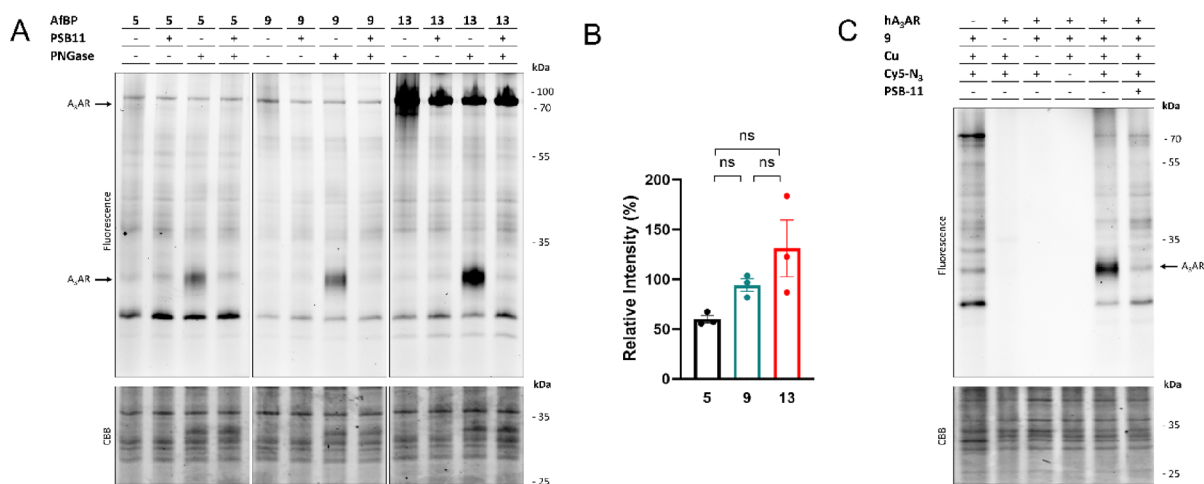 A
AfBP 5 5 5 5 9 9 9 9 13 13 13 13
PSB11 - + - + - + - + - + - +
PNGase - - + + - - + + - - + +
kDa
- 100
A₃AR
- 70
- 55
Fluorescence
- 35
A₃AR
kDa
- 35
CBB
- 25
B
ns
ns ns
200
150
100
50
0
Relative Intensity (%)
5 9 13
C
hA₃AR - + + + + +
9 + - + + + +
Cu + + - + + +
Cy5-N₃ + + + - + +
PSB-11 - - - - - +
kDa
- 70
- 55
Fluorescence
- 35
A₃AR
kDa
- 35
CBB
- 25